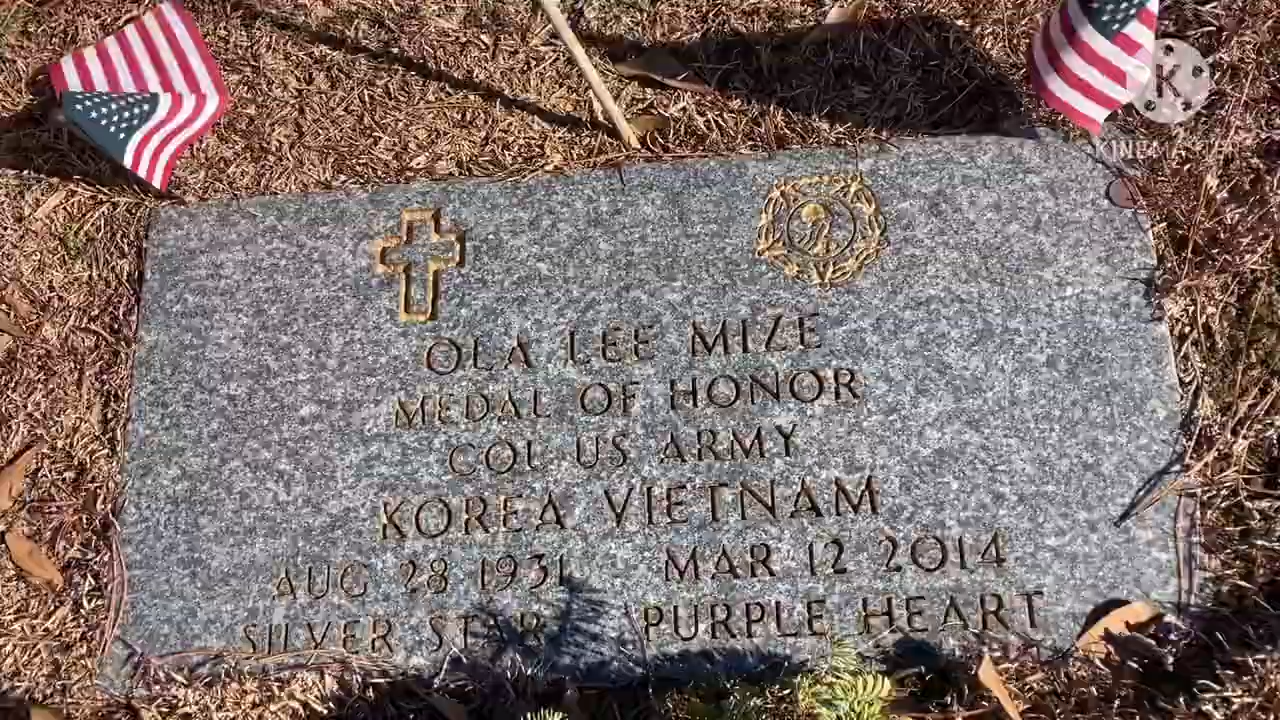 K
KINEMASTER
OLA LEE MIZE
MEDAL OF HONOR
COL US ARMY
KOREA VIETNAM
AUG 28 1931 MAR 12 2014
SILVER STAR PURPLE HEART